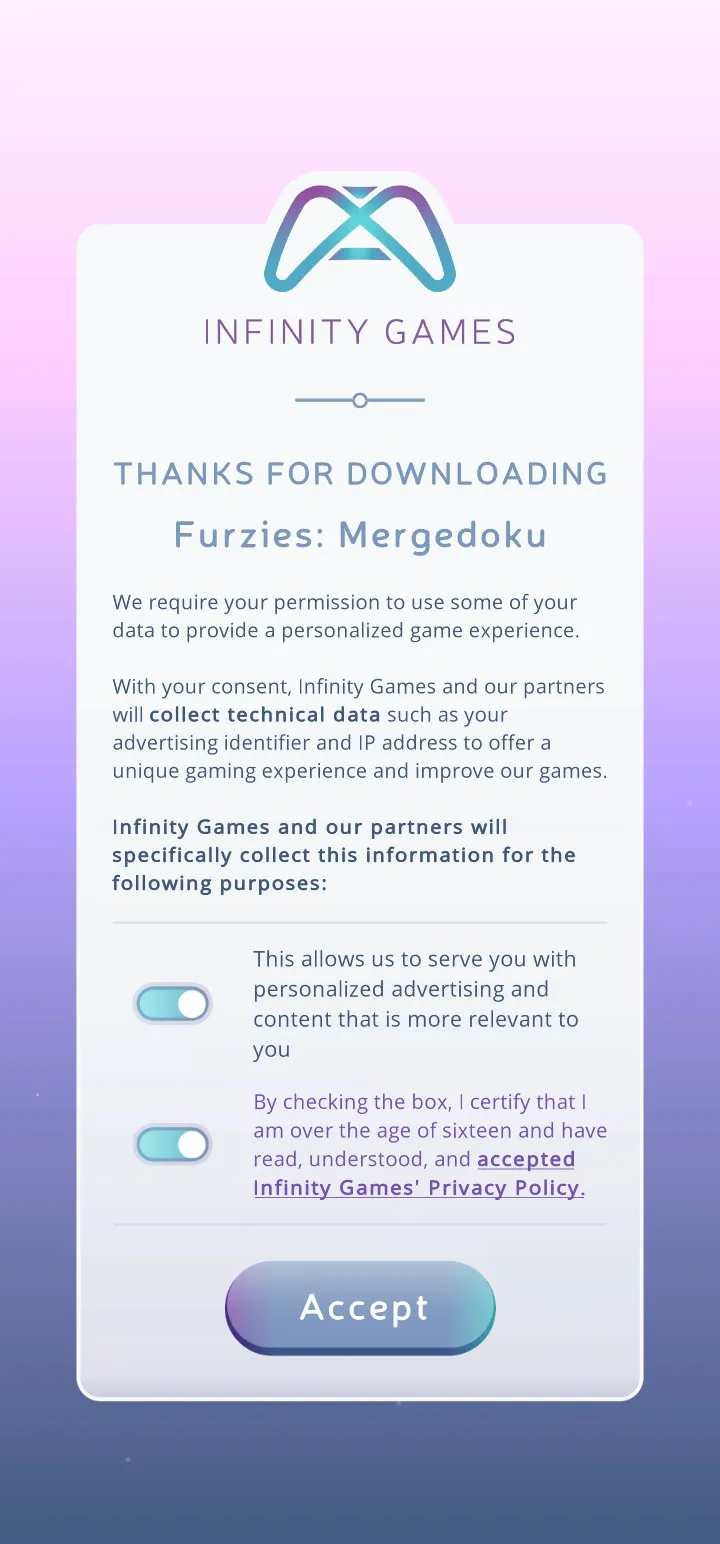 INFINITY GAMES
THANKS FOR DOWNLOADING
Furzies: Mergedoku
We require your permission to use some of your
data to provide a personalized game experience.
With your consent, Infinity Games and our partners
will collect technical data such as your
advertising identifier and IP address to offer a
unique gaming experience and improve our games.
Infinity Games and our partners will
specifically collect this information for the
following purposes:
This allows us to serve you with
personalized advertising and
content that is more relevant to
you
By checking the box, I certify that I
am over the age of sixteen and have
read, understood, and accepted
Infinity Games' Privacy Policy.
Accept